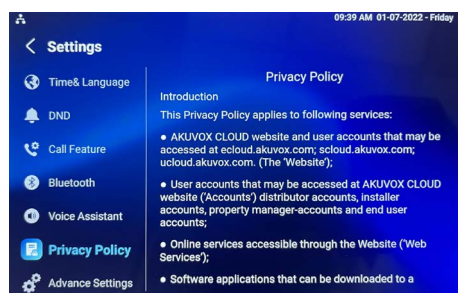 09:39 AM 01-07-2022 - Friday
Settings
Time& Language
DND
Call Feature
Bluetooth
Voice Assistant
Privacy Policy
Advance Settings
Privacy Policy
Introduction
This Privacy Policy applies to following services:
● AKUVOX CLOUD website and user accounts that may be
accessed at ecloud.akuvox.com; scloud.akuvox.com;
ucloud.akuvox.com. (The 'Website');
● User accounts that may be accessed at AKUVOX CLOUD
website ('Accounts') distributor accounts, installer
accounts, property manager-accounts and end user
accounts;
● Online services accessible through the Website ('Web
Services');
● Software applications that can be downloaded to a